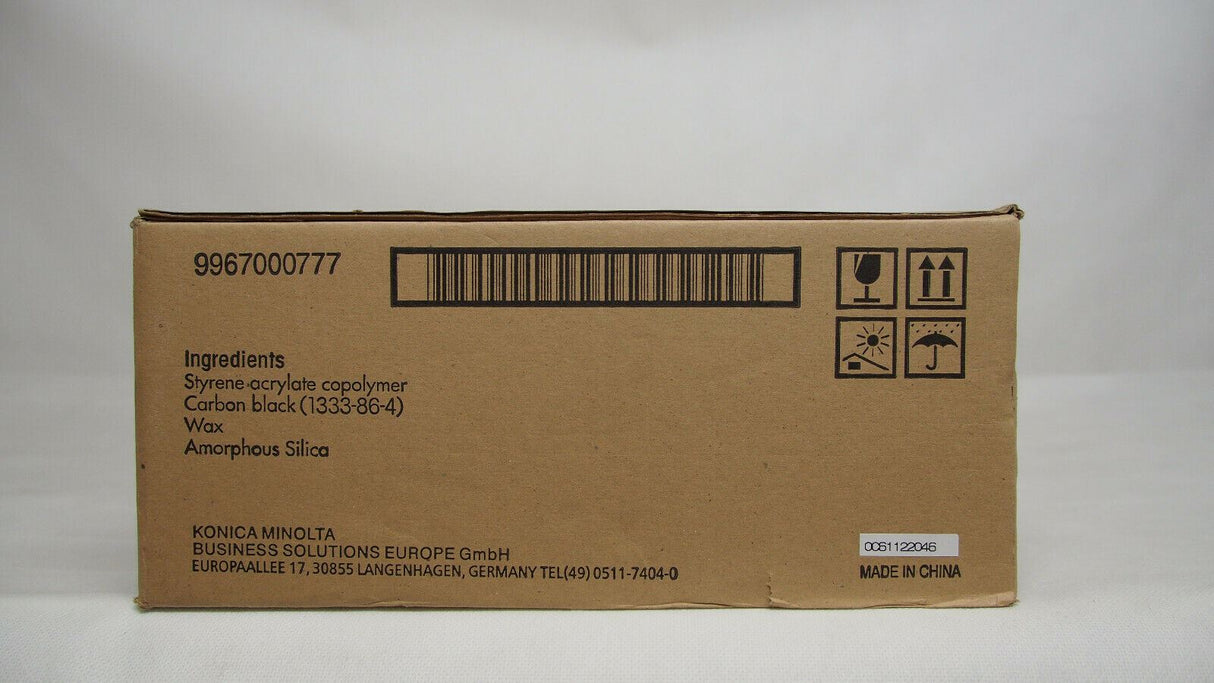 9967000777
Ingredients
Styrene acrylate copolymer
Carbon black (1333-86-4)
Wax
Amorphous Silica
KONICA MINOLTA
BUSINESS SOLUTIONS EUROPE GmbH
EUROPAALLEE 17, 30855 LANGENHAGEN, GERMANY TEL(49) 0511-7404-0
0C61122046
MADE IN CHINA